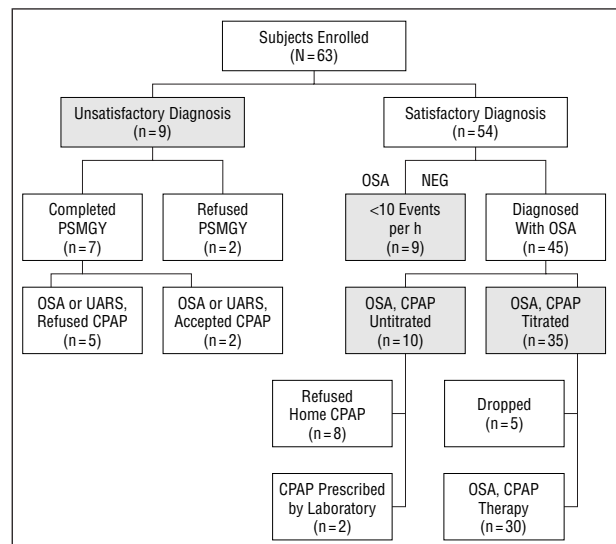 Subjects Enrolled
(N = 63)
Unsatisfactory Diagnosis
(n = 9)
Satisfactory Diagnosis
(n = 54)
OSA NEG
Completed
PSMGY
(n = 7)
Refused
PSMGY
(n = 2)
<10 Events
per h
(n = 9)
Diagnosed
With OSA
(n = 45)
OSA or UARS,
Refused CPAP
(n = 5)
OSA or UARS,
Accepted CPAP
(n = 2)
OSA, CPAP
Untitrated
(n = 10)
OSA, CPAP
Titrated
(n = 35)
Refused
Home CPAP
(n = 8)
Dropped
(n = 5)
CPAP Prescribed
by Laboratory
(n = 2)
OSA, CPAP
Therapy
(n = 30)